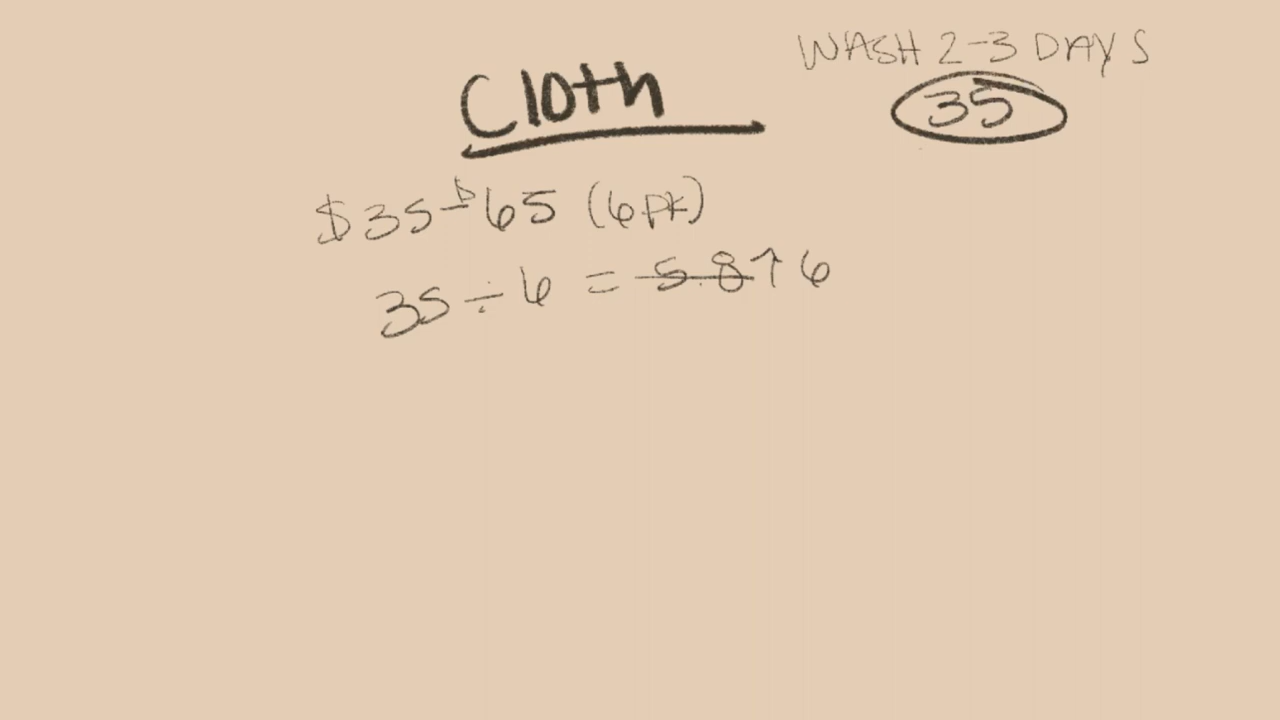 WASH 2-3 DAYS
35
Cloth
$35-$65 (6pk)
35 ÷ 6 = 5.8↑ 6